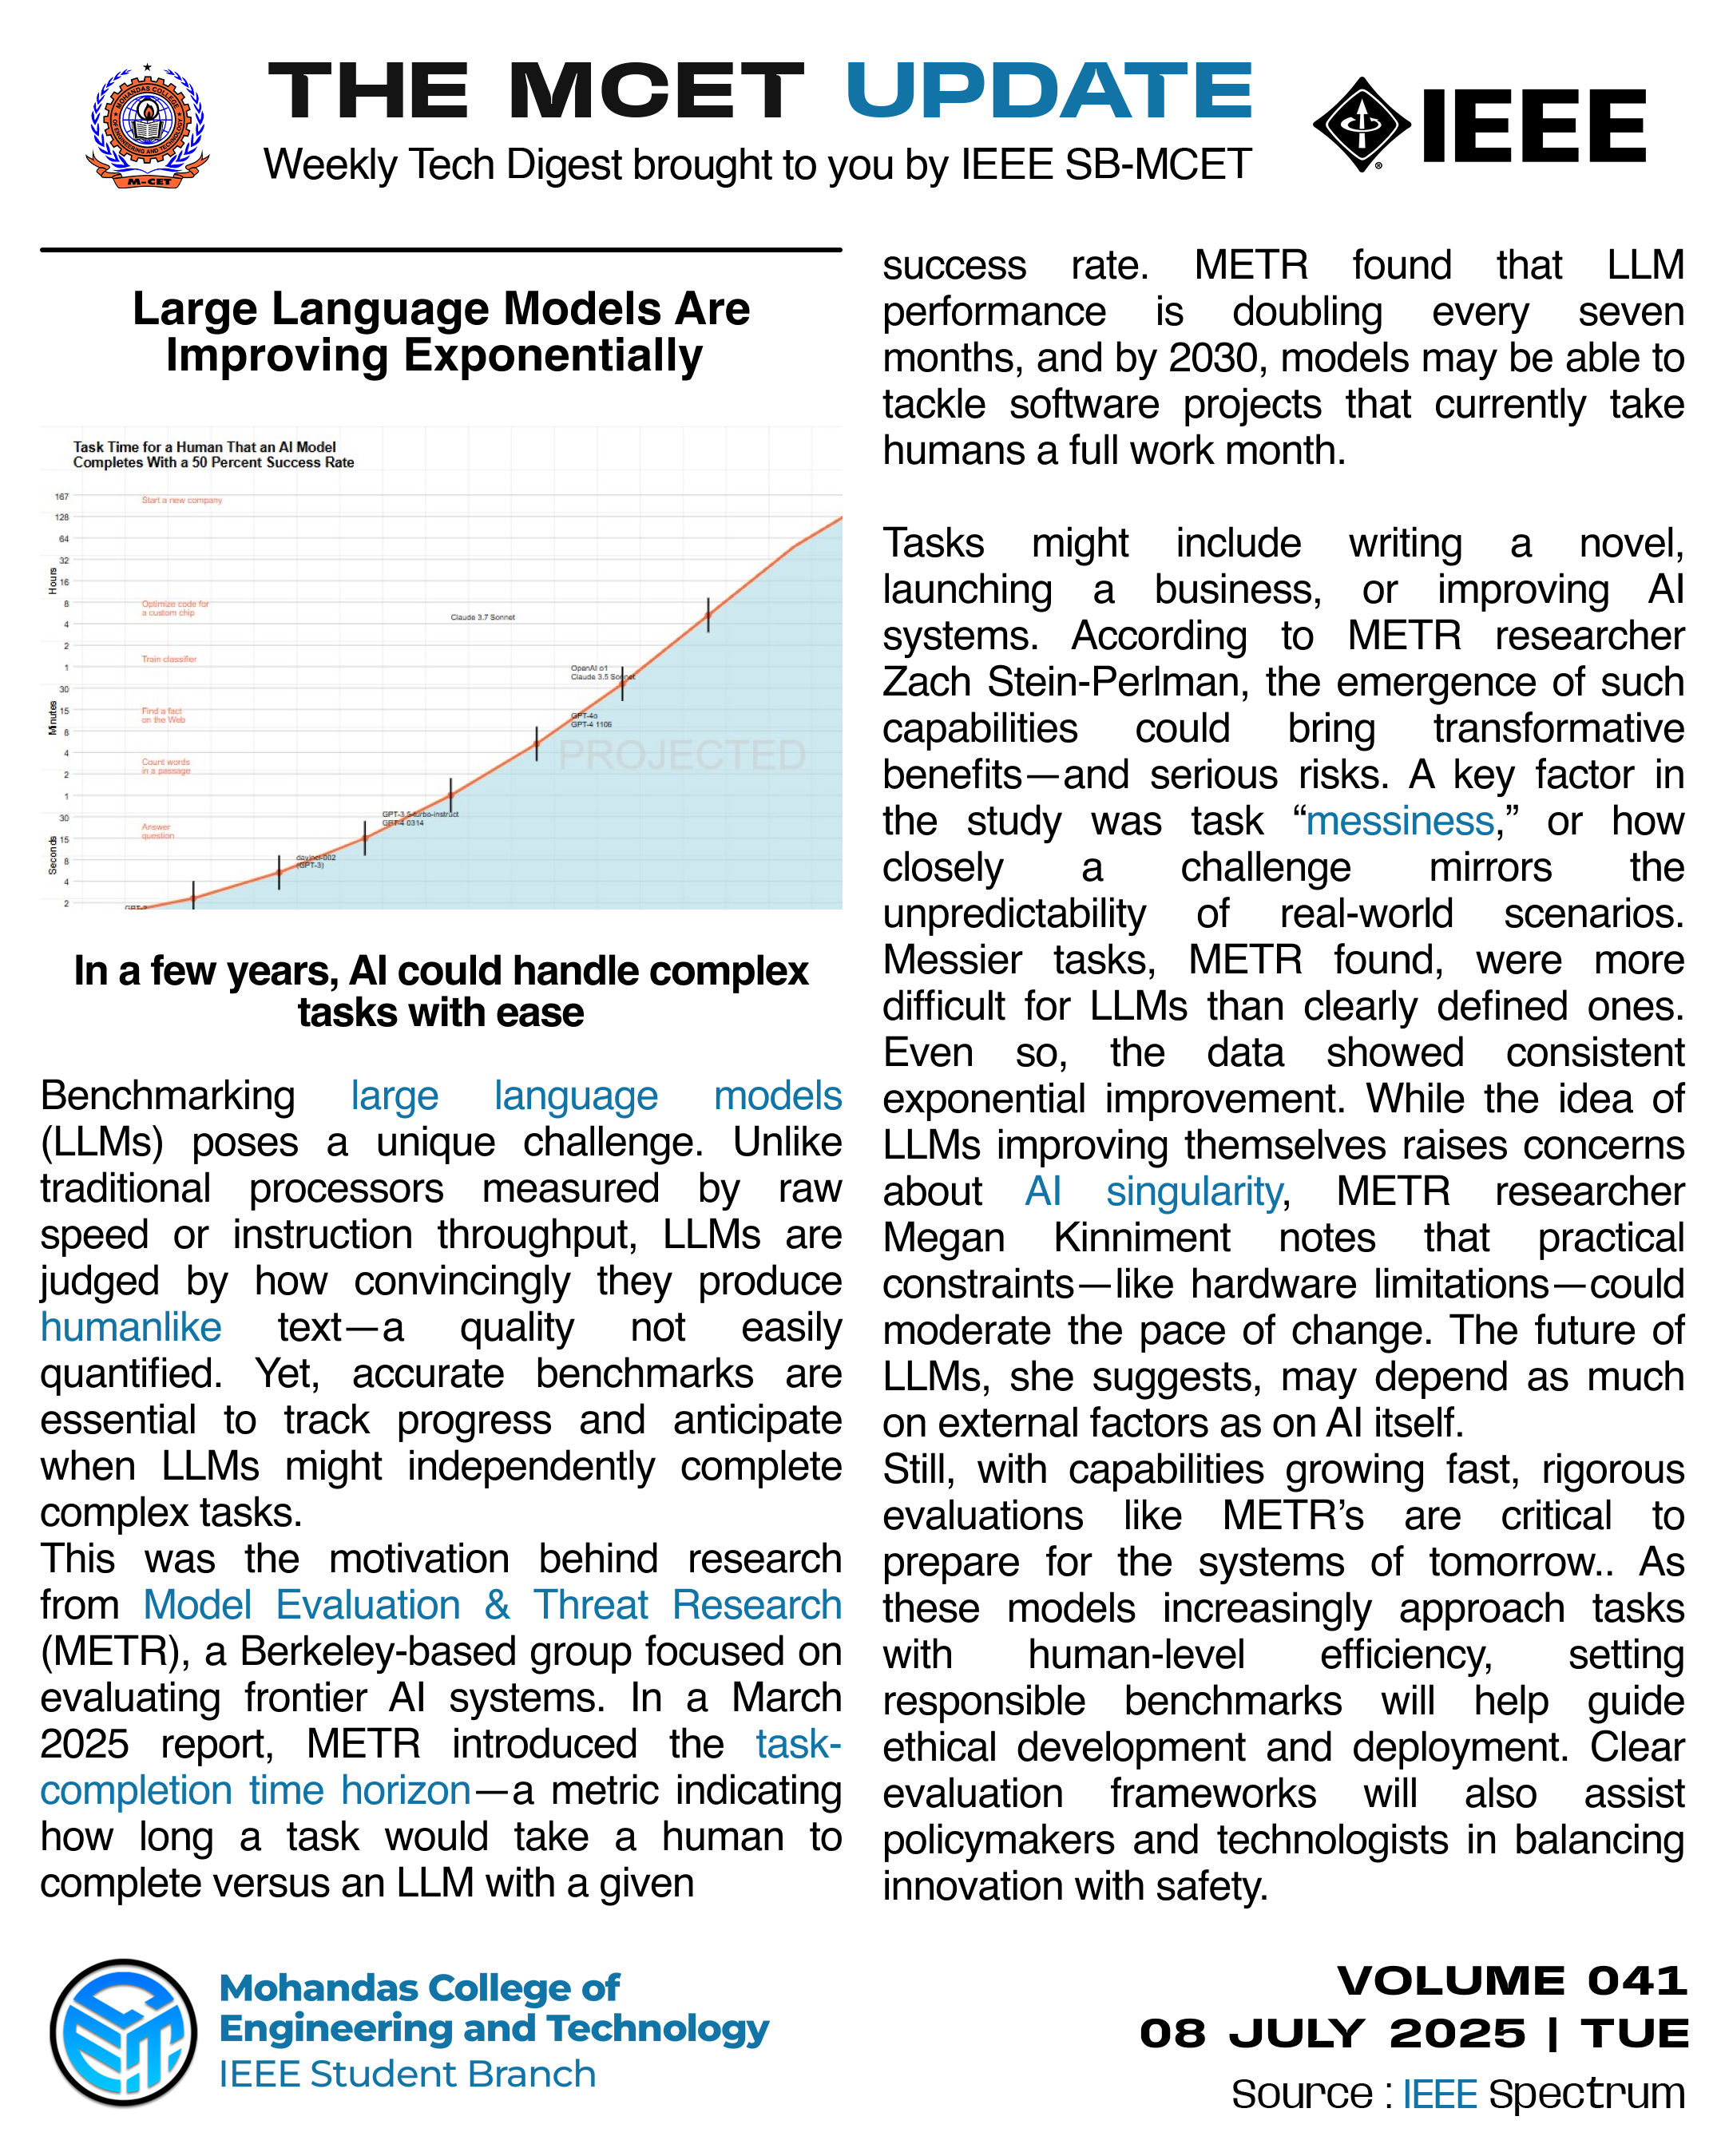 THE MCET UPDATE
Weekly Tech Digest brought to you by IEEE SB-MCET
MOHANDAS COLLEGE
OF ENGINEERING AND TECHNOLOGY
M-CET
IEEE
Large Language Models Are
Improving Exponentially
Task Time for a Human That an AI Model
Completes With a 50 Percent Success Rate
Hours
Minutes
Seconds
167
128
64
32
16
8
4
2
1
30
15
8
4
2
1
30
15
8
4
2
Start a new company
Optimize code for
a custom chip
Train classifier
Find a fact
on the Web
Count words
in a passage
Answer
question
Claude 3.7 Sonnet
OpenAI o1
Claude 3.5 Sonnet
GPT-4o
GPT-4 1106
PROJECTED
GPT-3.5-turbo-instruct
GPT-4 0314
davinci-002
(GPT-3)
GPT-2
In a few years, AI could handle complex
tasks with ease
Benchmarking large language models
(LLMs) poses a unique challenge. Unlike
traditional processors measured by raw
speed or instruction throughput, LLMs are
judged by how convincingly they produce
humanlike text—a quality not easily
quantified. Yet, accurate benchmarks are
essential to track progress and anticipate
when LLMs might independently complete
complex tasks.
This was the motivation behind research
from Model Evaluation & Threat Research
(METR), a Berkeley-based group focused on
evaluating frontier AI systems. In a March
2025 report, METR introduced the task-
completion time horizon—a metric indicating
how long a task would take a human to
complete versus an LLM with a given
success rate. METR found that LLM
performance is doubling every seven
months, and by 2030, models may be able to
tackle software projects that currently take
humans a full work month.
Tasks might include writing a novel,
launching a business, or improving AI
systems. According to METR researcher
Zach Stein-Perlman, the emergence of such
capabilities could bring transformative
benefits—and serious risks. A key factor in
the study was task “messiness,” or how
closely a challenge mirrors the
unpredictability of real-world scenarios.
Messier tasks, METR found, were more
difficult for LLMs than clearly defined ones.
Even so, the data showed consistent
exponential improvement. While the idea of
LLMs improving themselves raises concerns
about AI singularity, METR researcher
Megan Kinniment notes that practical
constraints—like hardware limitations—could
moderate the pace of change. The future of
LLMs, she suggests, may depend as much
on external factors as on AI itself.
Still, with capabilities growing fast, rigorous
evaluations like METR’s are critical to
prepare for the systems of tomorrow.. As
these models increasingly approach tasks
with human-level efficiency, setting
responsible benchmarks will help guide
ethical development and deployment. Clear
evaluation frameworks will also assist
policymakers and technologists in balancing
innovation with safety.
Mohandas College of
Engineering and Technology
IEEE Student Branch
VOLUME 041
08 JULY 2025 | TUE
Source : IEEE Spectrum